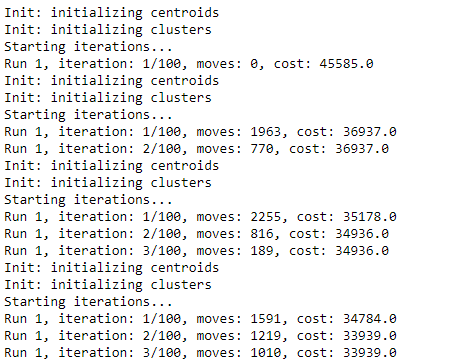 Init: initializing centroids
Init: initializing clusters
Starting iterations...
Run 1, iteration: 1/100, moves: 0, cost: 45585.0
Init: initializing centroids
Init: initializing clusters
Starting iterations...
Run 1, iteration: 1/100, moves: 1963, cost: 36937.0
Run 1, iteration: 2/100, moves: 770, cost: 36937.0
Init: initializing centroids
Init: initializing clusters
Starting iterations...
Run 1, iteration: 1/100, moves: 2255, cost: 35178.0
Run 1, iteration: 2/100, moves: 816, cost: 34936.0
Run 1, iteration: 3/100, moves: 189, cost: 34936.0
Init: initializing centroids
Init: initializing clusters
Starting iterations...
Run 1, iteration: 1/100, moves: 1591, cost: 34784.0
Run 1, iteration: 2/100, moves: 1219, cost: 33939.0
Run 1, iteration: 3/100, moves: 1010, cost: 33939.0